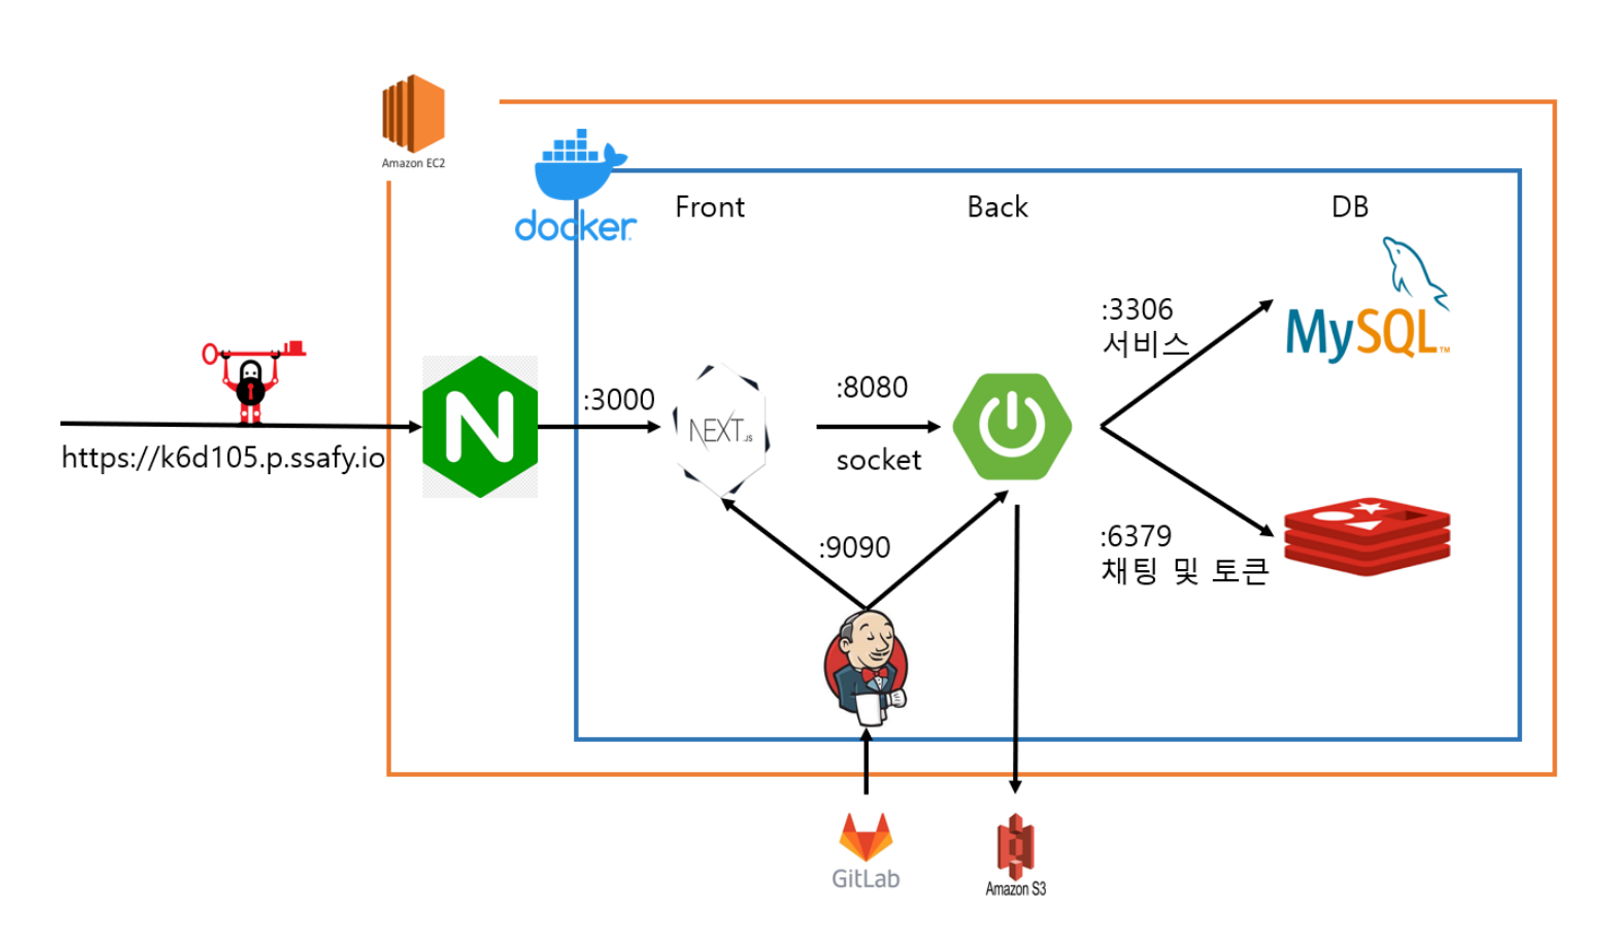 Amazon EC2
docker
Front
Back
DB
:3306
서비스
MySQL™
:3000
NEXT.JS
:8080
socket
https://k6d105.p.ssafy.io
:9090
:6379
채팅 및 토큰
GitLab
Amazon S3